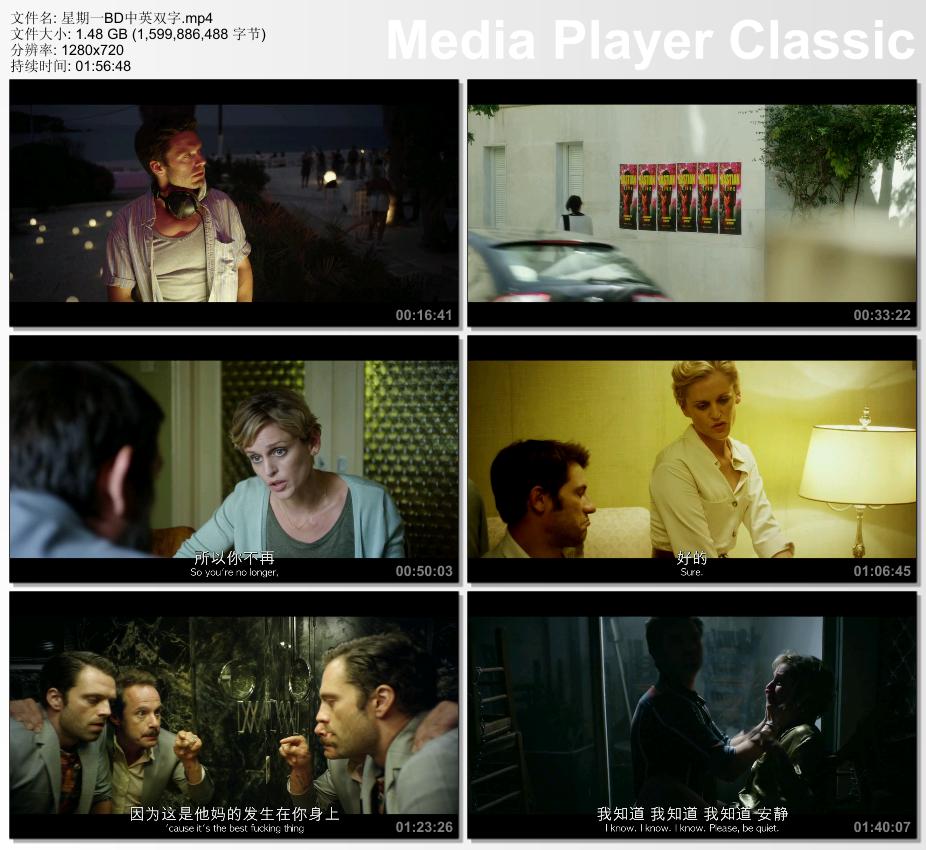 文件名: 星期一BD中英双字.mp4
文件大小: 1.48 GB (1,599,886,488 字节)
分辨率: 1280x720
持续时间: 01:56:48
Media Player Classic
00:16:41
00:33:22
所以你不再
So you're no longer,
00:50:03
好的
Sure.
01:06:45
因为这是他妈的发生在你身上
'cause it's the best fucking thing
01:23:26
我知道 我知道 我知道 安静
I know. I know. I know. Please, be quiet.
01:40:07